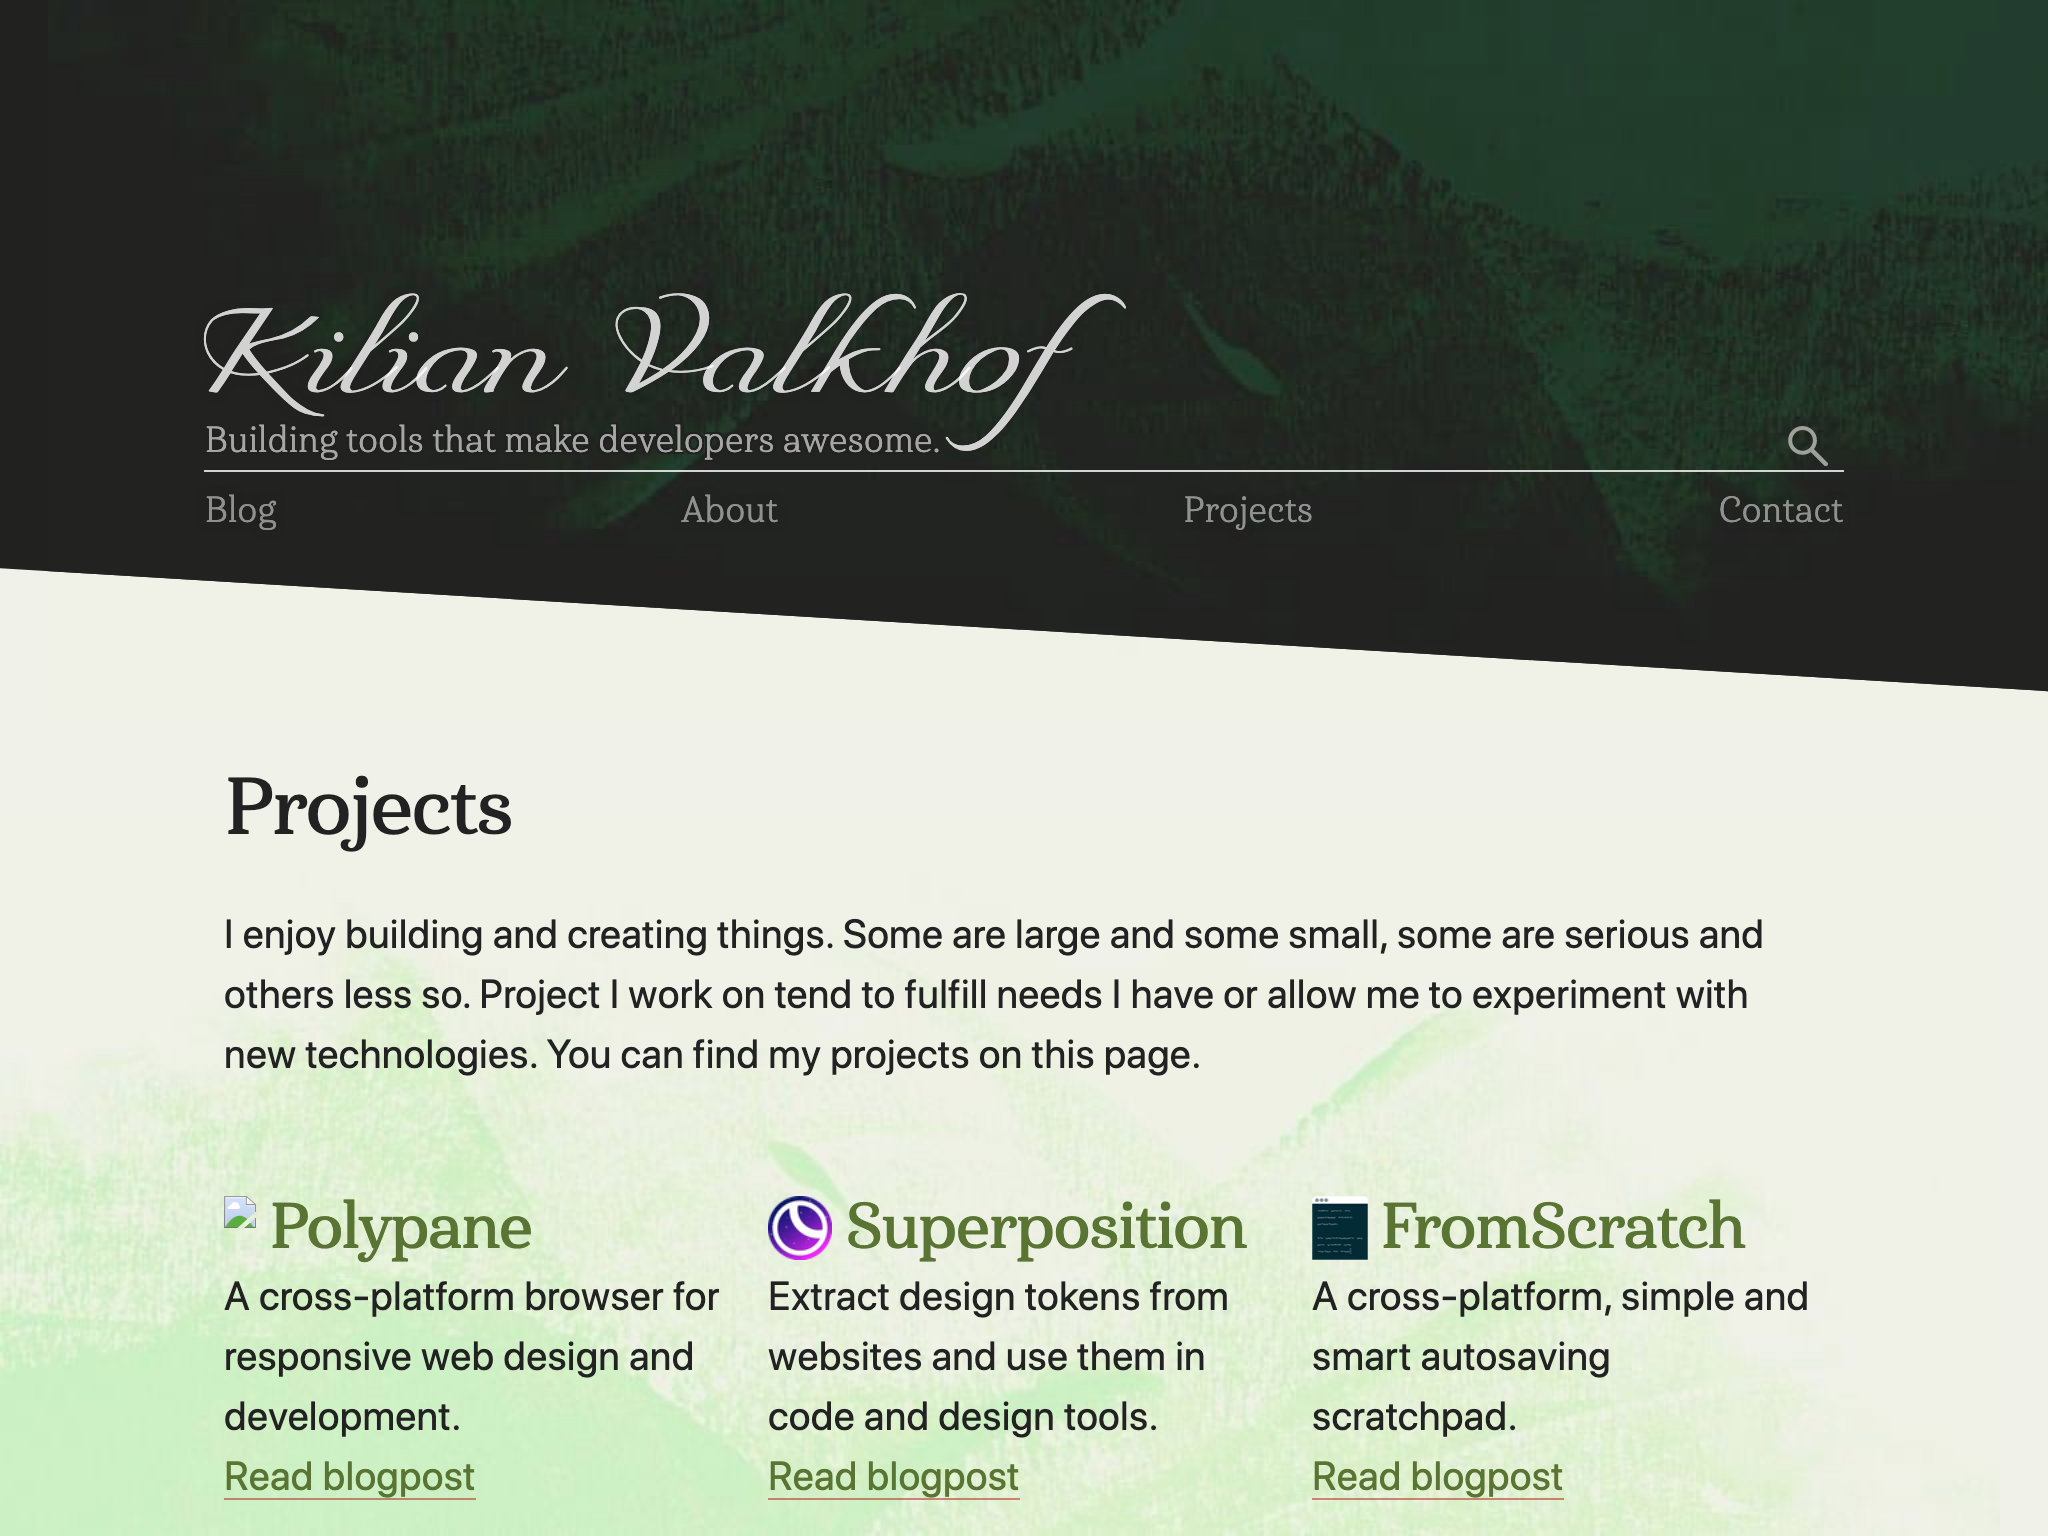 Kilian Valkhof
Building tools that make developers awesome.
Blog
About
Projects
Contact
Projects
I enjoy building and creating things. Some are large and some small, some are serious and
others less so. Project I work on tend to fulfill needs I have or allow me to experiment with
new technologies. You can find my projects on this page.
Polypane
A cross-platform browser for
responsive web design and
development.
Read blogpost
Superposition
Extract design tokens from
websites and use them in
code and design tools.
Read blogpost
FromScratch
A cross-platform, simple and
smart autosaving
scratchpad.
Read blogpost